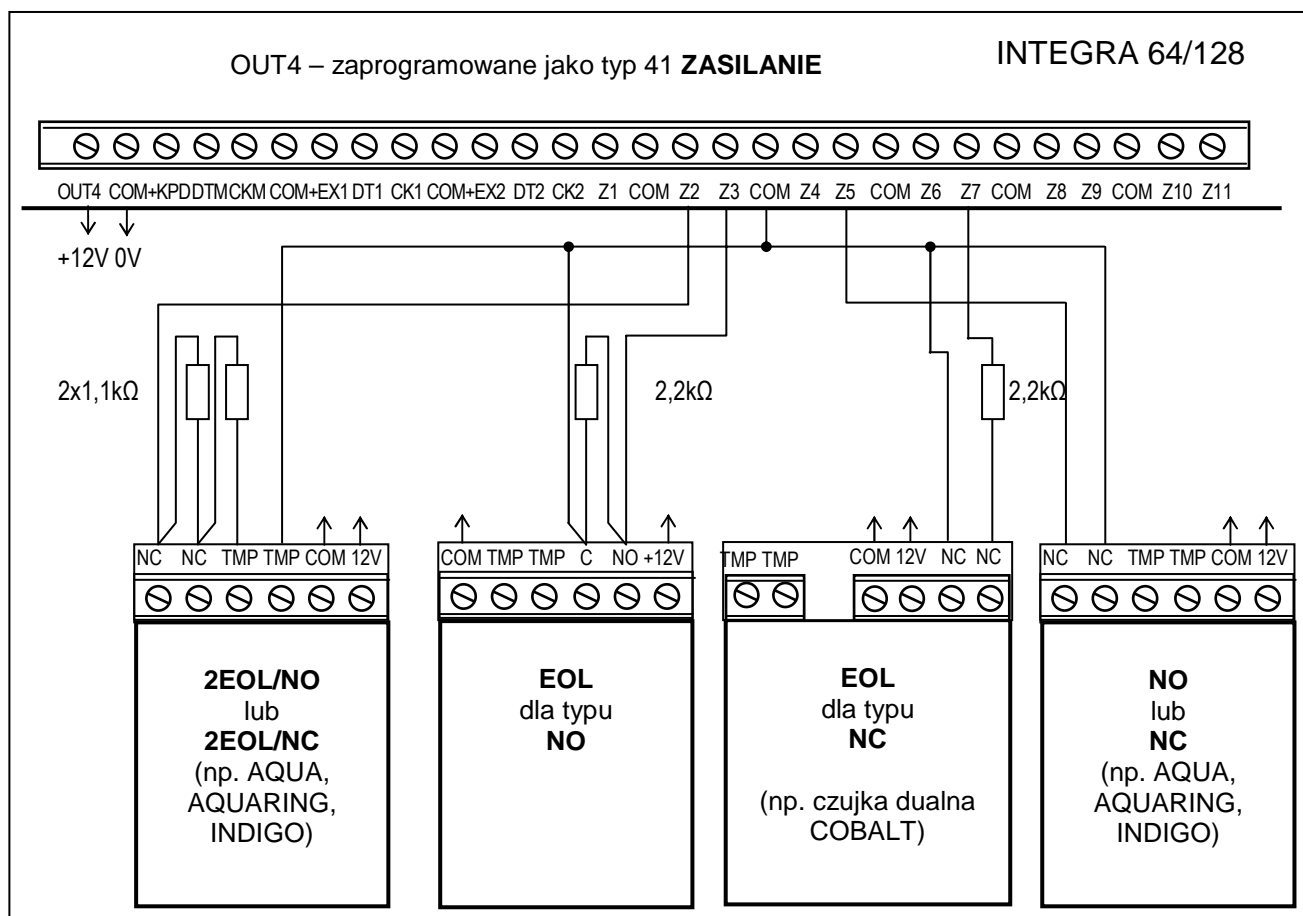 OUT4 – zaprogramowane jako typ 41 ZASILANIE
INTEGRA 64/128
OUT4 COM+KPD DTM CKM COM+EX1 DT1 CK1 COM+EX2 DT2 CK2 Z1 COM Z2 Z3 COM Z4 Z5 COM Z6 Z7 COM Z8 Z9 COM Z10 Z11
+12V 0V
2x1,1kΩ
2,2kΩ
2,2kΩ
NC NC TMP TMP COM 12V
COM TMP TMP C NO +12V
TMP TMP COM 12V NC NC
NC NC TMP TMP COM 12V
2EOL/NO
lub
2EOL/NC
(np. AQUA,
AQUARING,
INDIGO)
EOL
dla typu
NO
EOL
dla typu
NC
(np. czujka dualna
COBALT)
NO
lub
NC
(np. AQUA,
AQUARING,
INDIGO)